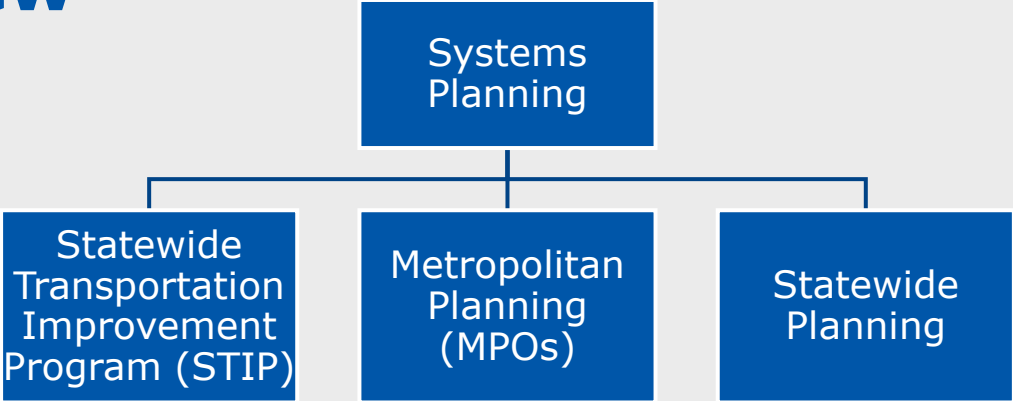 Systems
Planning
Statewide
Transportation
Improvement
Program (STIP)
Metropolitan
Planning
(MPOs)
Statewide
Planning